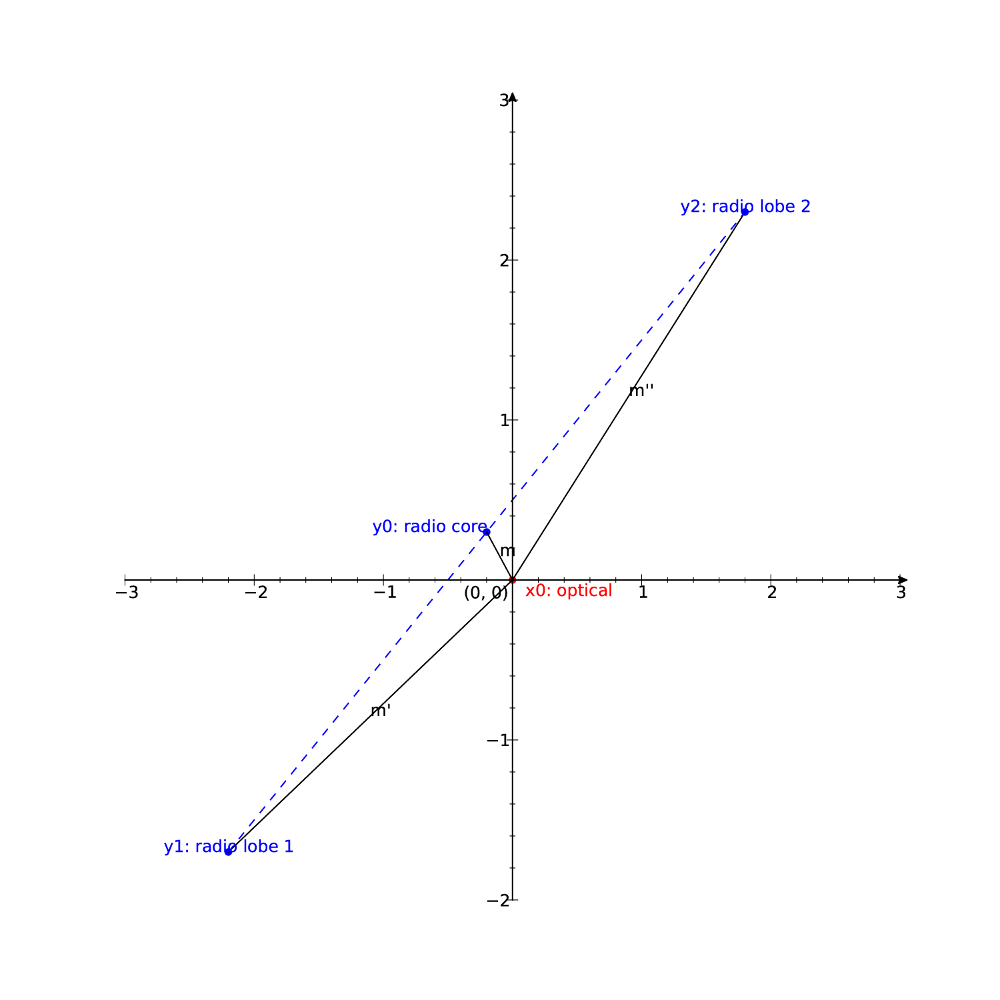 3
y2: radio lobe 2
2
m''
1
y0: radio core
m
−3
−2
−1
(0, 0)
x0: optical
1
2
3
m'
−1
y1: radio lobe 1
−2